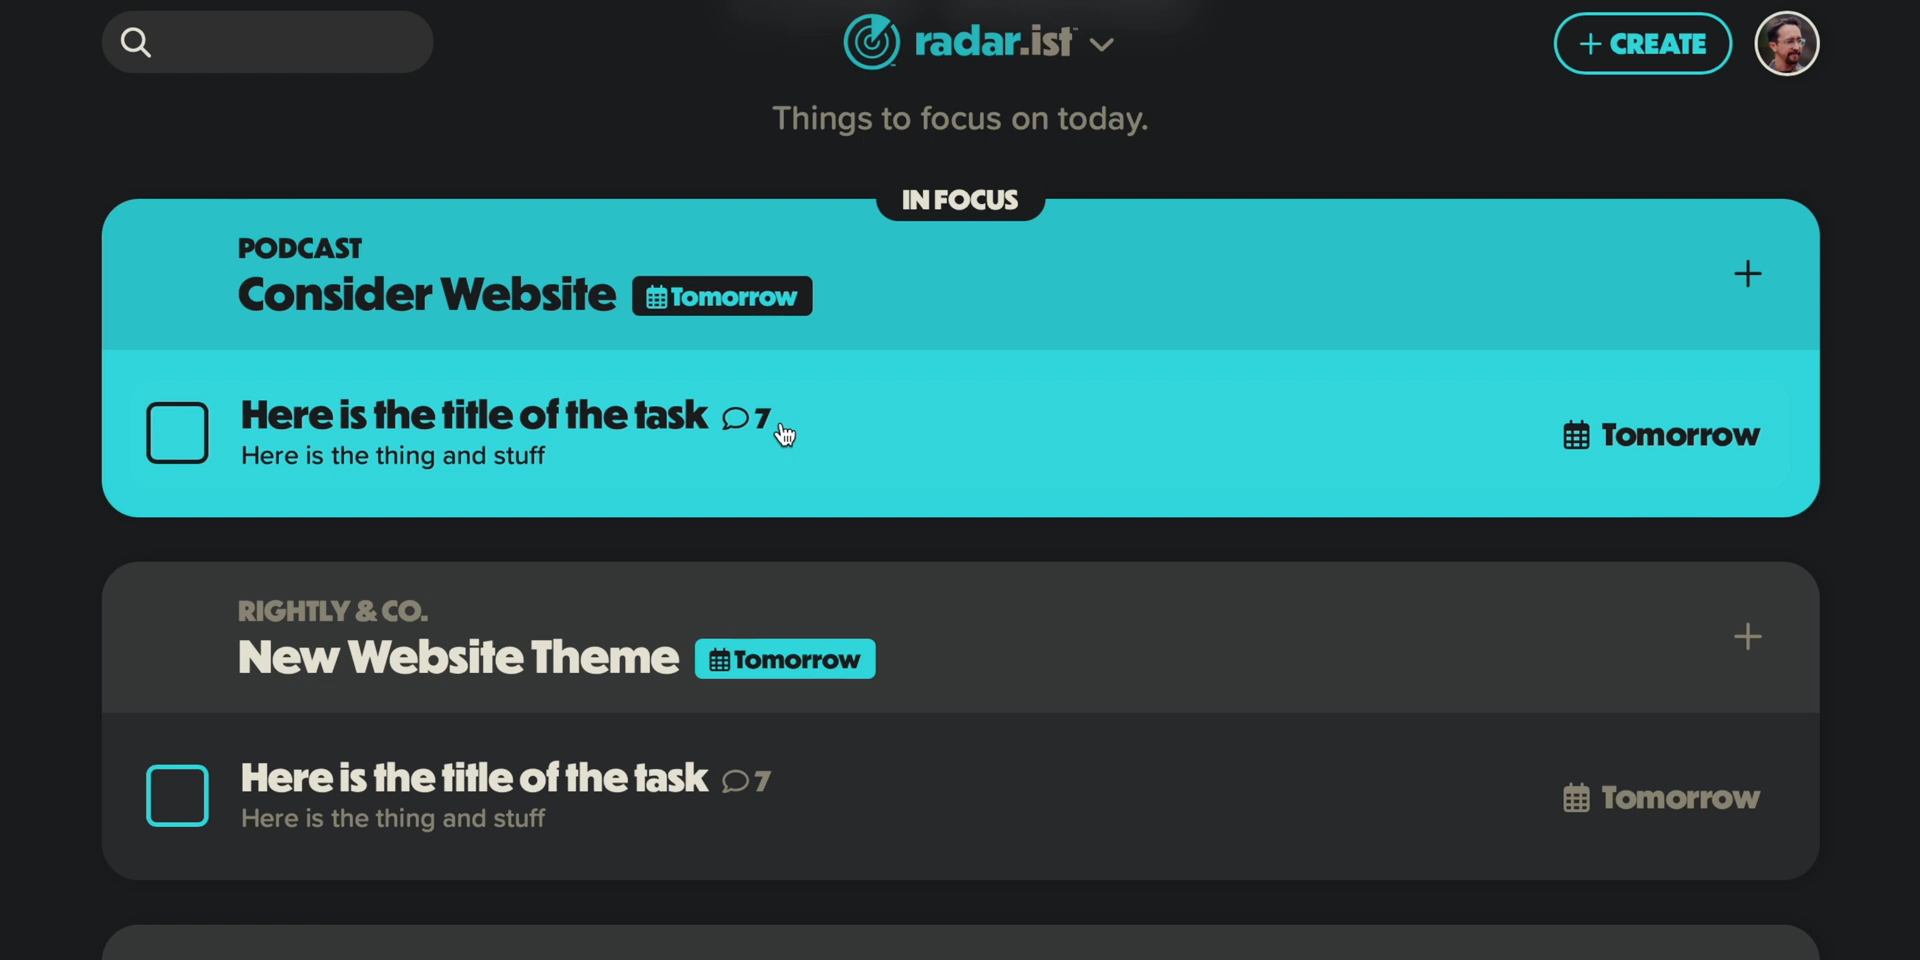 radar.ist™
+ CREATE
Things to focus on today.
IN FOCUS
PODCAST
Consider Website Tomorrow
Here is the title of the task 7
Here is the thing and stuff
Tomorrow
RIGHTLY & CO.
New Website Theme Tomorrow
Here is the title of the task 7
Here is the thing and stuff
Tomorrow